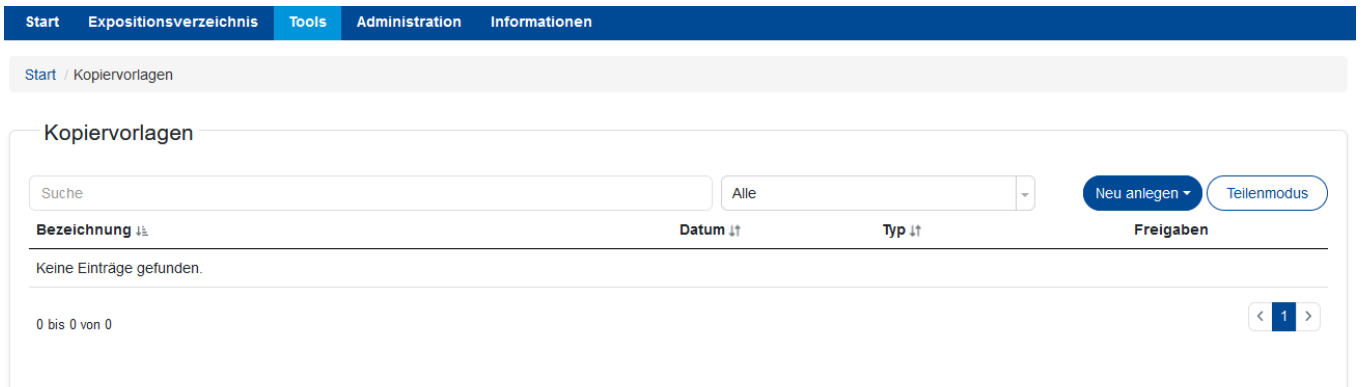 Start Expositionsverzeichnis Tools Administration Informationen
Start / Kopiervorlagen
Kopiervorlagen
Suche Alle Neu anlegen Teilenmodus
Bezeichnung Datum Typ Freigaben
Keine Einträge gefunden.
0 bis 0 von 0 < 1 >